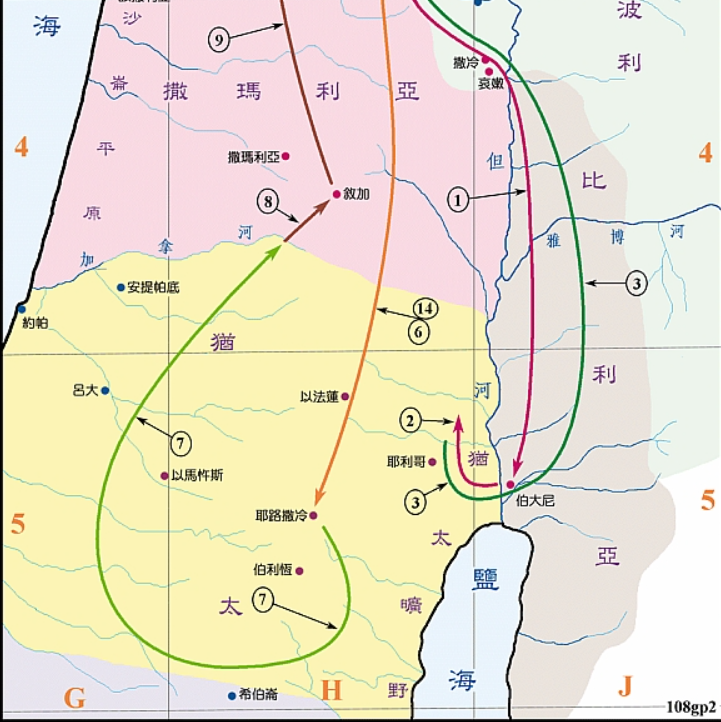 海
沙
崙
平
原
撒 瑪 利 亞
波
利
⑨
撒冷
哀嫩
4
4
撒瑪利亞
敘加
⑧
①
但
比
加 拿 河
雅 博 河
安提帕底
約帕
③
⑭
⑥
猶
河
利
呂大
以法蓮
②
⑦
以馬忤斯
耶利哥
猶
③
伯大尼
5
5
耶路撒冷
太
亞
伯利恆
鹽
太
⑦
曠
海
希伯崙
野
G
H
J
108gp2